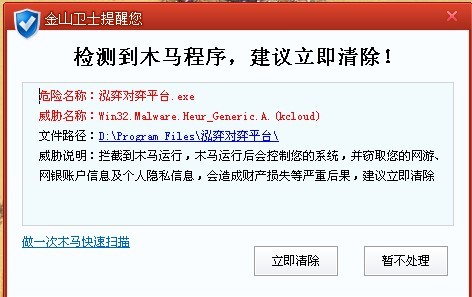 金山卫士提醒您
检测到木马程序，建议立即清除！
危险名称：泓弈对弈平台.exe
威胁名称：Win32.Malware.Heur_Generic.A.(kcloud)
文件路径：D:\Program Files\泓弈对弈平台\
威胁说明：拦截到木马运行，木马运行后会控制您的系统，并窃取您的网游、
网银账户信息及个人隐私信息，会造成财产损失等严重后果，建议立即清除
做一次木马快速扫描
立即清除
暂不处理